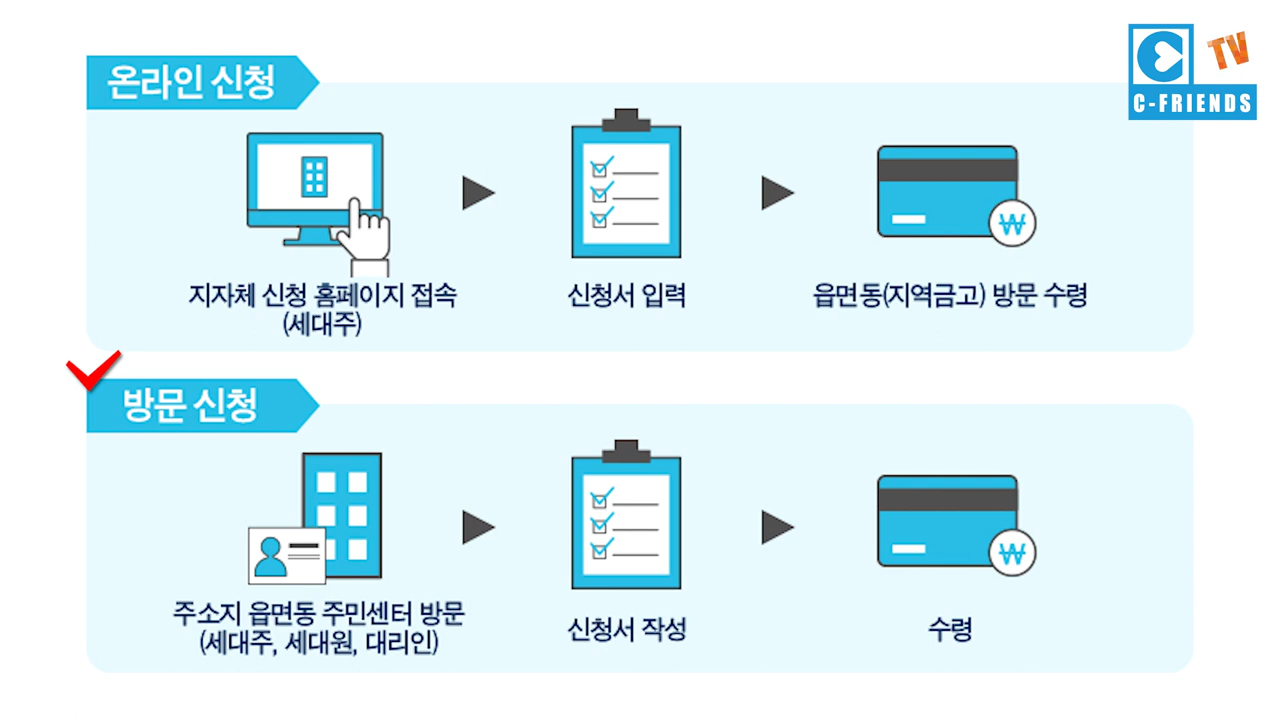 온라인 신청
TV
C-FRIENDS
지자체 신청 홈페이지 접속
(세대주)
신청서 입력
읍면동(지역금고) 방문 수령
₩
방문 신청
주소지 읍면동 주민센터 방문
(세대주, 세대원, 대리인)
신청서 작성
수령
₩